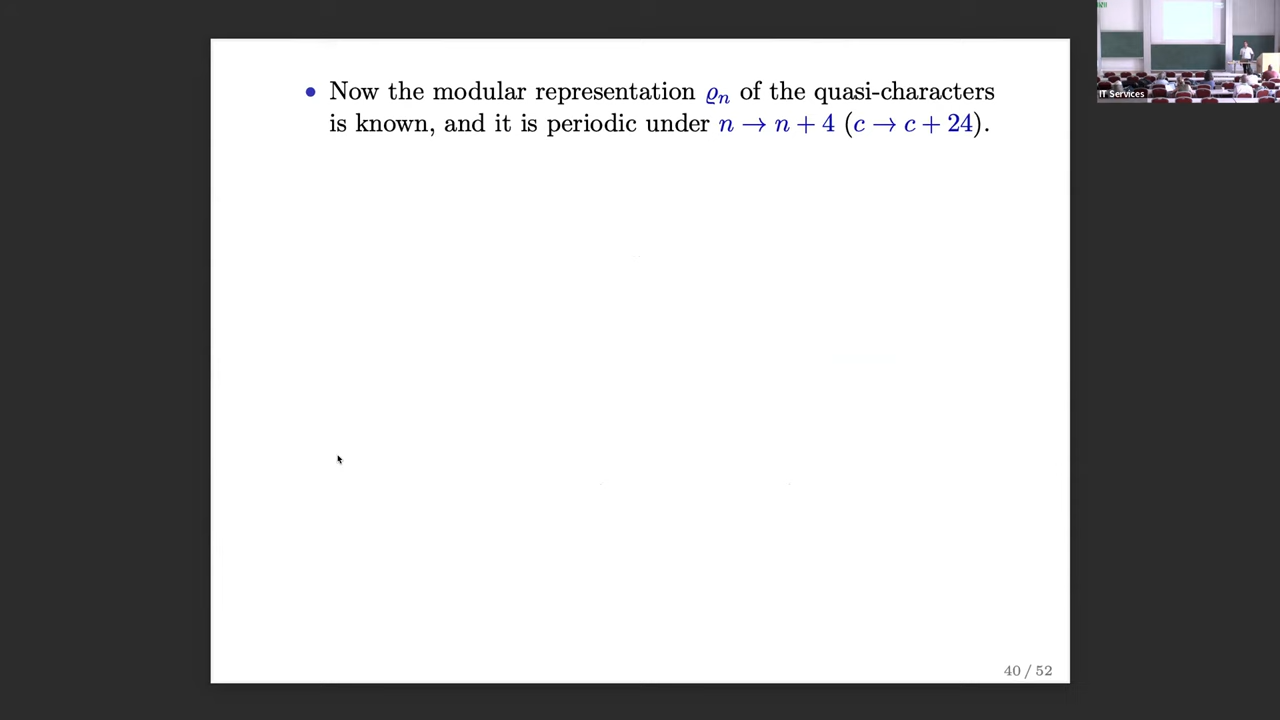 • Now the modular representation ϱₙ of the quasi-characters
is known, and it is periodic under n → n + 4 (c → c + 24).
40 / 52
IT Services